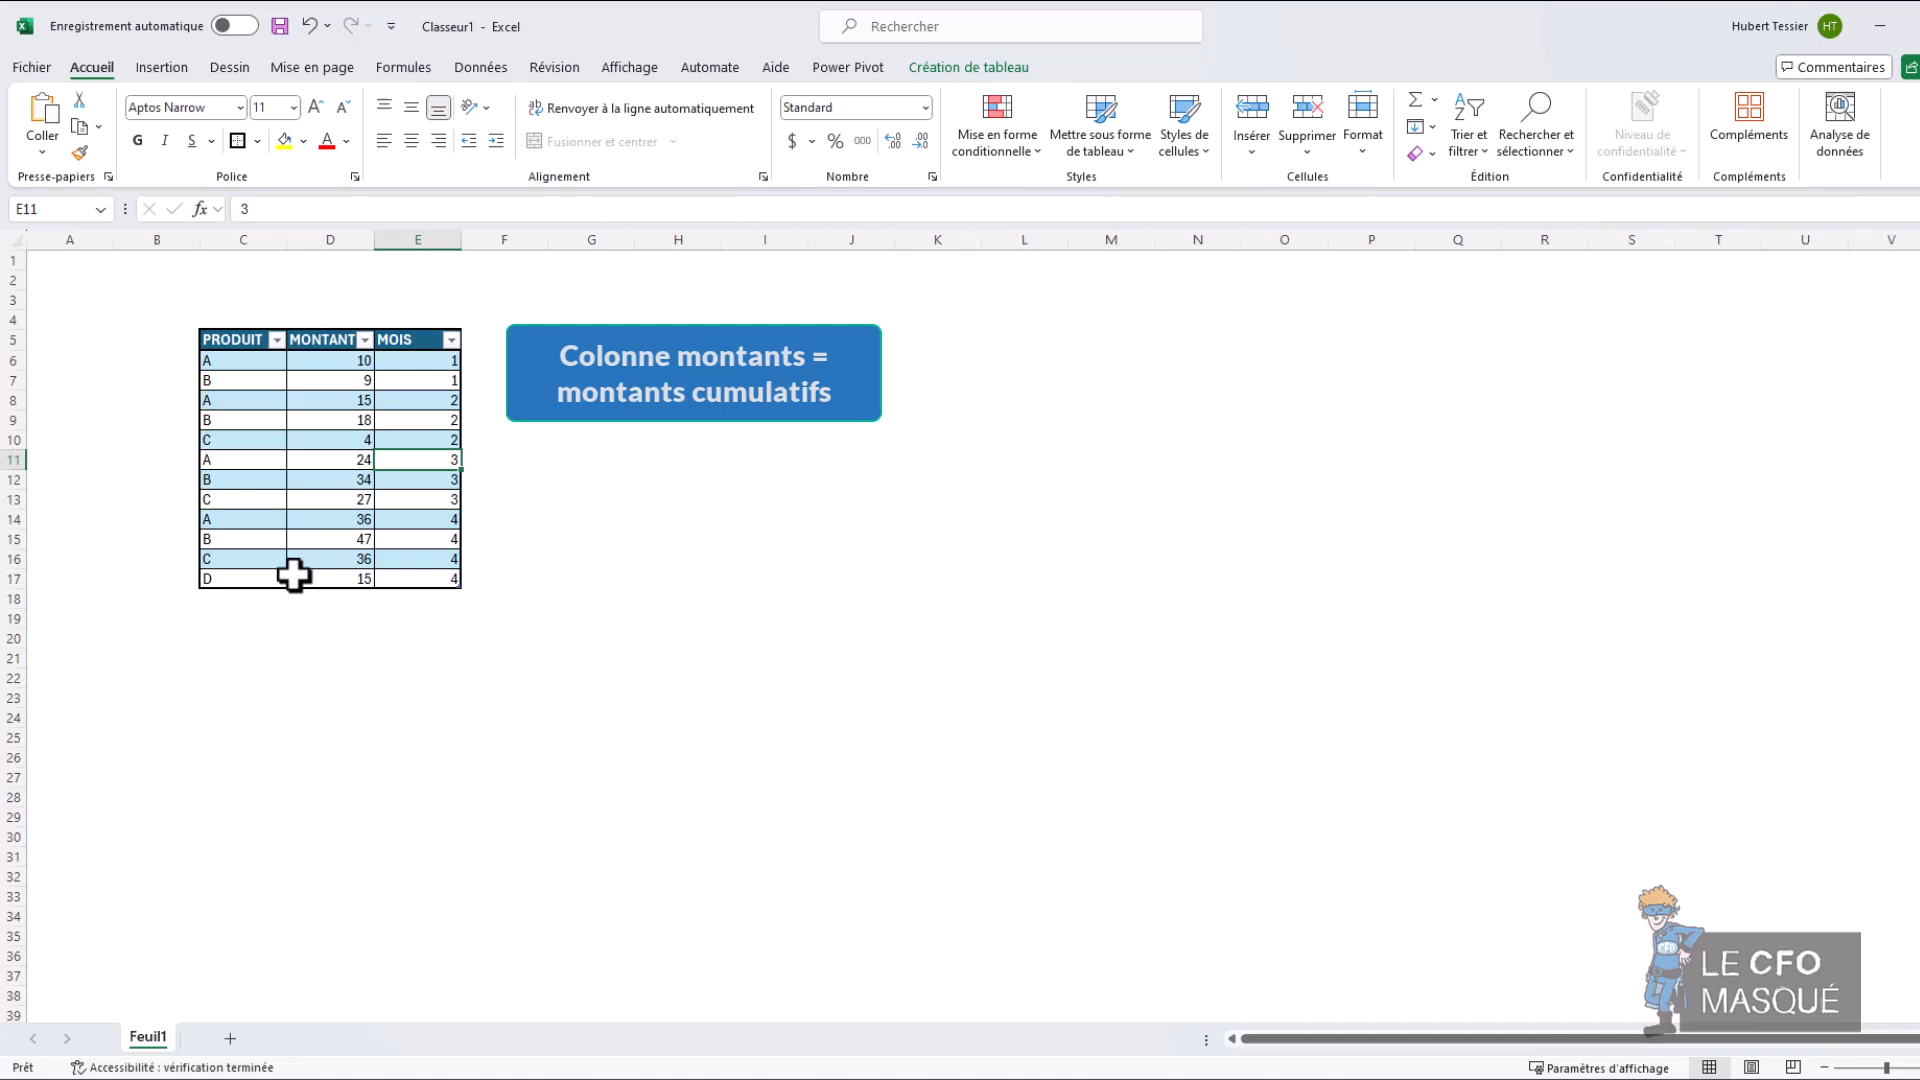 Enregistrement automatique
Classeur1 - Excel
Rechercher
Hubert Tessier
HT
Fichier Accueil Insertion Dessin Mise en page Formules Données Révision Affichage Automate Aide Power Pivot Création de tableau
Commentaires
Coller
Presse-papiers
Aptos Narrow 11
G I S
Police
Renvoyer à la ligne automatiquement
Fusionner et centrer
Alignement
Standard
$ % 000
Nombre
Mise en forme
conditionnelle
Mettre sous forme
de tableau
Styles de
cellules
Styles
Insérer
Supprimer
Format
Cellules
Trier et
filtrer
Rechercher et
sélectionner
Édition
Niveau de
confidentialité
Confidentialité
Compléments
Compléments
Analyse de
données
E11 fx 3
A B C D E F G H I J K L M N O P Q R S T U V
1
2
3
4
5 PRODUIT MONTANT MOIS
6 A 10 1
7 B 9 1
8 A 15 2
9 B 18 2
10 C 4 2
11 A 24 3
12 B 34 3
13 C 27 3
14 A 36 4
15 B 47 4
16 C 36 4
17 D 15 4
18
19
20
21
22
23
24
25
26
27
28
29
30
31
32
33
34
35
36
37
38
39
Colonne montants =
montants cumulatifs
CFO
LE CFO
MASQUÉ
Feuil1
Prêt
Accessibilité : vérification terminée
Paramètres d'affichage